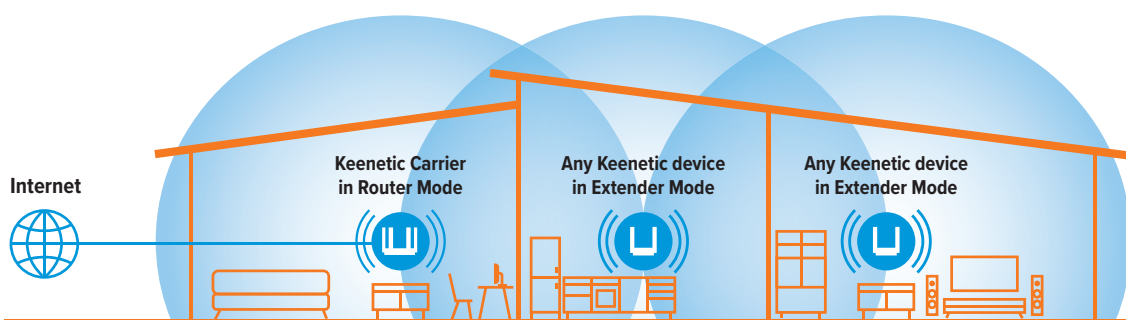 Internet
Keenetic Carrier
in Router Mode
Any Keenetic device
in Extender Mode
Any Keenetic device
in Extender Mode